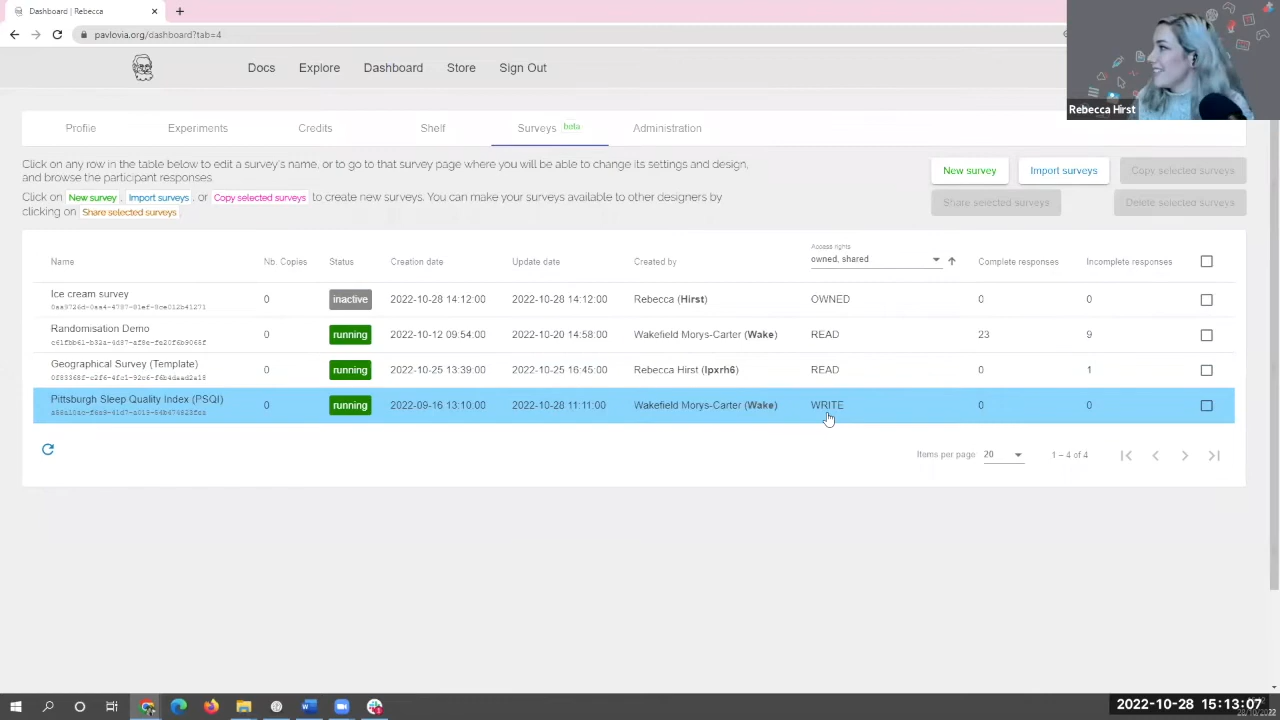 Dashboard | Rebecca
pavlovia.org/dashboard?tab=4
Docs Explore Dashboard Store Sign Out
Rebecca Hirst
Profile Experiments Credits Shelf Surveys beta Administration
Click on any row in the table below to edit a survey's name, or to go to that survey page where you will be able to change its settings and design,
and browse the participant responses.
Click on New survey, Import surveys, or Copy selected surveys to create new surveys. You can make your surveys available to other designers by
clicking on Share selected surveys.
New survey Import surveys Copy selected surveys
Share selected surveys Delete selected surveys
Access rights
Name Nb. Copies Status Creation date Update date Created by owned, shared Complete responses Incomplete responses
Ice cream survey 0 inactive 2022-10-28 14:12:00 2022-10-28 14:12:00 Rebecca (Hirst) OWNED 0 0
Randomisation Demo 0 running 2022-10-12 09:54:00 2022-10-20 14:58:00 Wakefield Morys-Carter (Wake) READ 23 9
Geographical Survey (Template) 0 running 2022-10-25 13:39:00 2022-10-25 16:45:00 Rebecca Hirst (lpxrh6) READ 0 1
Pittsburgh Sleep Quality Index (PSQI) 0 running 2022-09-16 13:10:00 2022-10-28 11:11:00 Wakefield Morys-Carter (Wake) WRITE 0 0
Items per page 20 1 – 4 of 4
2022-10-28 15:13:07